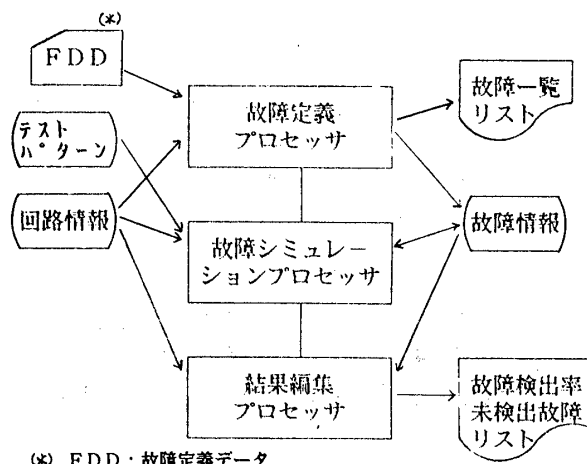 (*)
FDD
故障定義
プロセッサ
故障一覧
リスト
テスト
パターン
回路情報
故障シミュレー
ションプロセッサ
故障情報
結果編集
プロセッサ
故障検出率
未検出故障
リスト
(*) FDD:故障定義データ